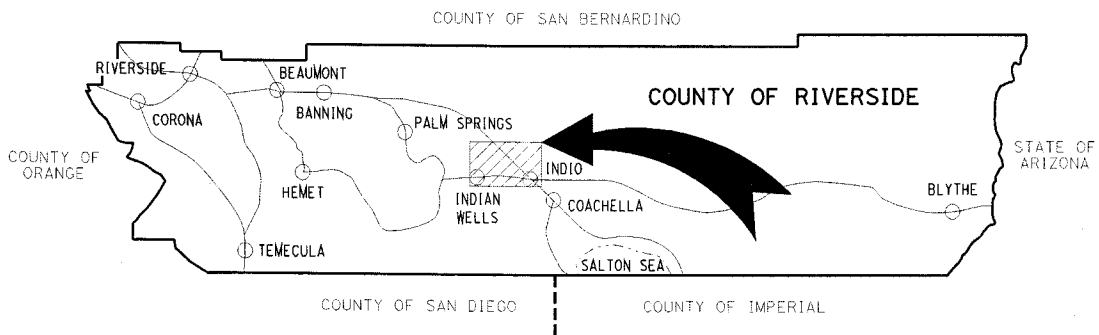 COUNTY OF SAN BERNARDINO
RIVERSIDE
BEAUMONT
COUNTY OF RIVERSIDE
CORONA
BANNING
PALM SPRINGS
COUNTY OF
ORANGE
STATE OF
ARIZONA
HEMET
INDIO
INDIAN
WELLS
COACHELLA
BLYTHE
TEMECULA
SALTON SEA
COUNTY OF SAN DIEGO
COUNTY OF IMPERIAL